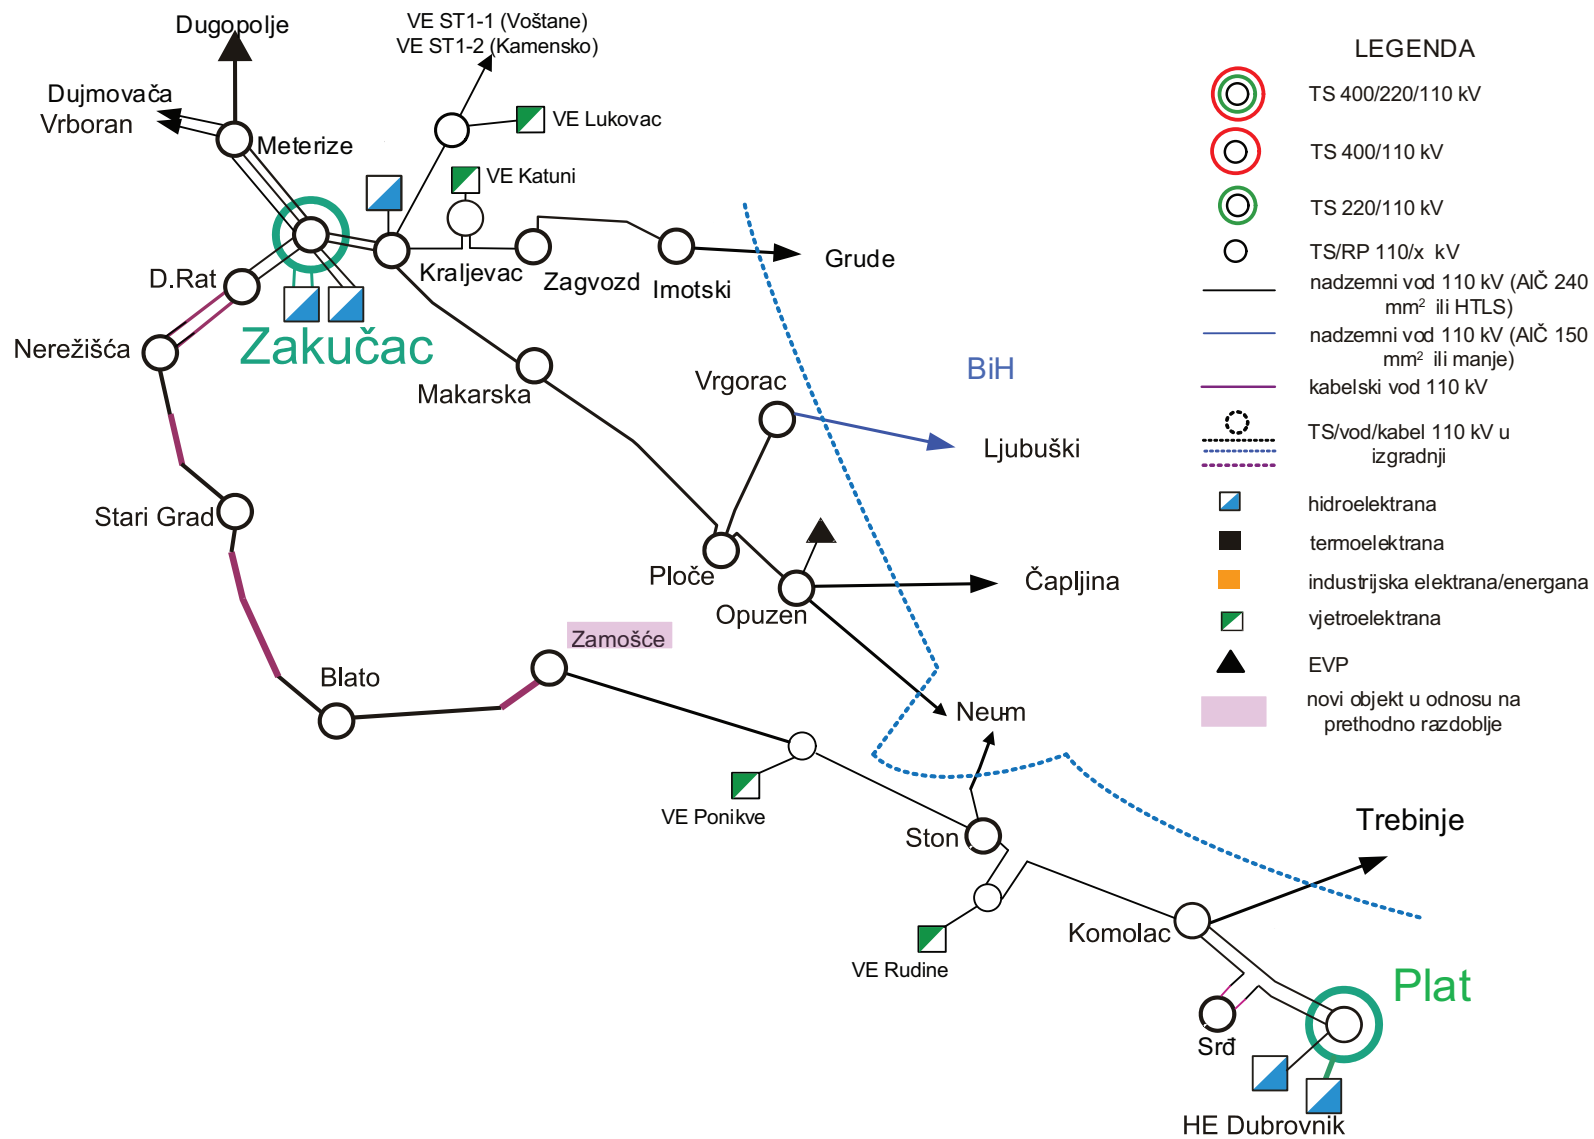 Dugopolje
VE ST1-1 (Voštane)
VE ST1-2 (Kamensko)
Dujmovača
Vrboran
Meterize
VE Lukovac
VE Katuni
Kraljevac
Zagvozd
Imotski
Grude
D.Rat
Zakučac
Nerežišća
Makarska
Vrgorac
BiH
Ljubuški
Stari Grad
Ploče
Opuzen
Čapljina
Zamošće
Blato
Neum
VE Ponikve
Ston
VE Rudine
Trebinje
Komolac
Plat
Srđ
HE Dubrovnik
LEGENDA
TS 400/220/110 kV
TS 400/110 kV
TS 220/110 kV
TS/RP 110/x kV
nadzemni vod 110 kV (AlČ 240
mm² ili HTLS)
nadzemni vod 110 kV (AlČ 150
mm² ili manje)
kabelski vod 110 kV
TS/vod/kabel 110 kV u
izgradnji
hidroelektrana
termoelektrana
industrijska elektrana/energana
vjetroelektrana
EVP
novi objekt u odnosu na
prethodno razdoblje